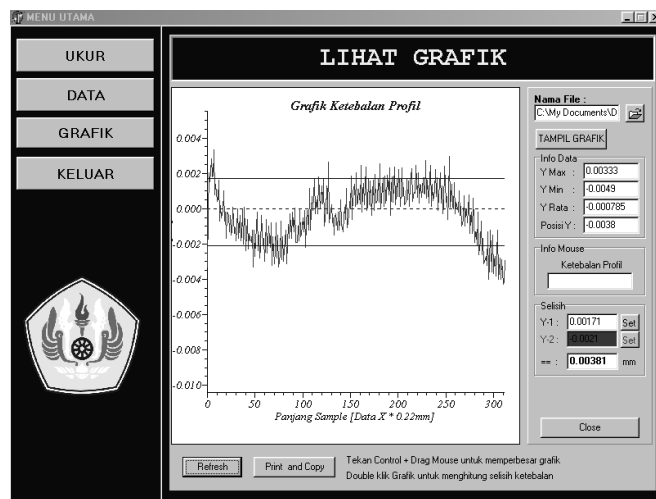 MENU UTAMA
UKUR
DATA
GRAFIK
KELUAR
LIHAT GRAFIK
Grafik Ketebalan Profil
0.004
0.002
0.000
-0.002
-0.004
-0.006
-0.008
-0.010
0 50 100 150 200 250 300
Panjang Sample [Data X * 0.22mm]
Nama File :
C:\My Documents\D
TAMPIL GRAFIK
Info Data
Y Max : 0.00333
Y Min : -0.0049
Y Rata : -0.000785
Posisi Y : -0.0038
Info Mouse
Ketebalan Profil
Selisih
Y-1 : 0.00171 Set
Y-2 : -0.0021 Set
== : 0.00381 mm
Close
Refresh
Print and Copy
Tekan Control + Drag Mouse untuk memperbesar grafik
Double klik Grafik untuk menghitung selisih ketebalan